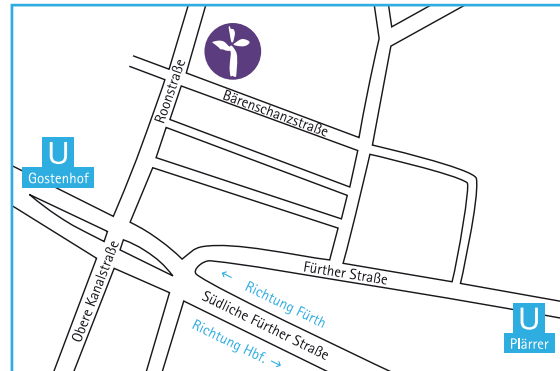 Roonstraße
Bärenschanzstraße
U
Gostenhof
Obere Kanalstraße
Fürther Straße
← Richtung Fürth
Südliche Fürther Straße
Richtung Hbf. →
U
Plärrer